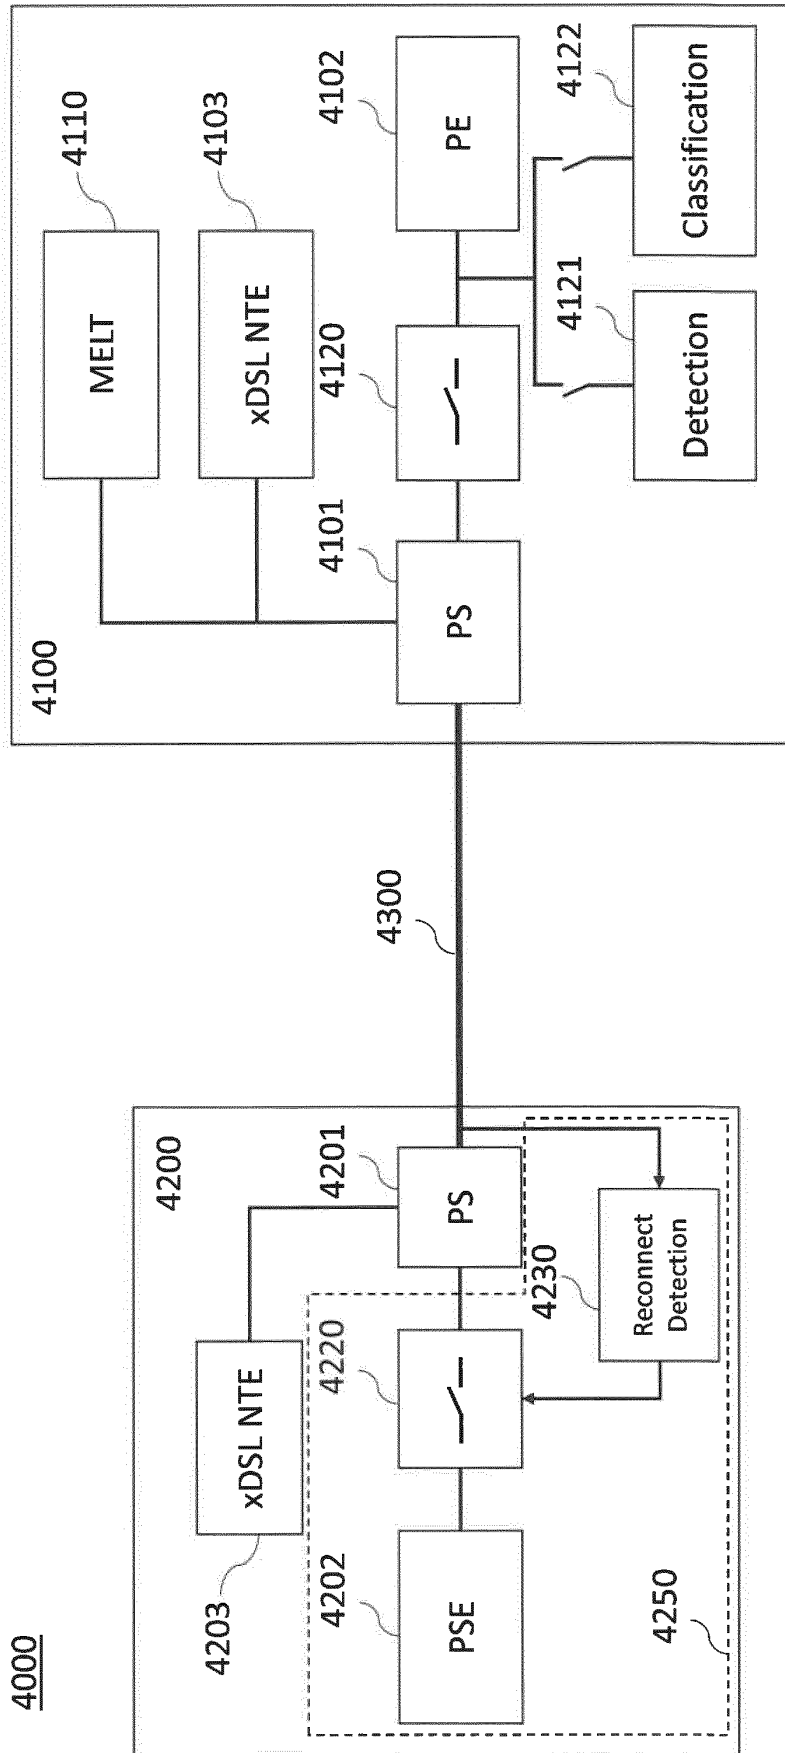 4000
4200
4203
xDSL NTE
4201
PS
4202
PSE
4220
4230
Reconnect
Detection
4250
4300
4100
4110
MELT
4103
xDSL NTE
4101
PS
4120
4102
PE
4121
Detection
4122
Classification